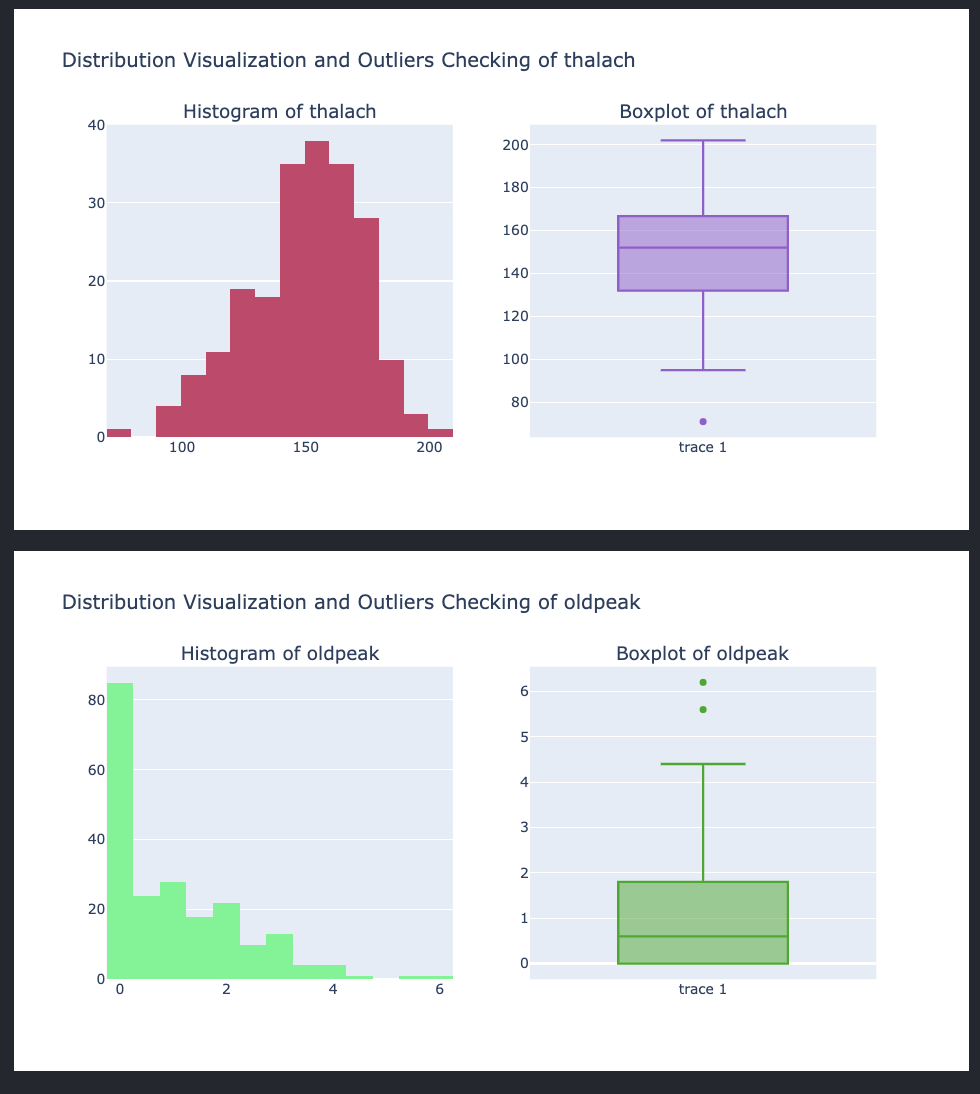 Distribution Visualization and Outliers Checking of thalach
Histogram of thalach
40
30
20
10
0
100 150 200
Boxplot of thalach
200
180
160
140
120
100
80
trace 1
Distribution Visualization and Outliers Checking of oldpeak
Histogram of oldpeak
80
60
40
20
0
0 2 4 6
Boxplot of oldpeak
6
5
4
3
2
1
0
trace 1